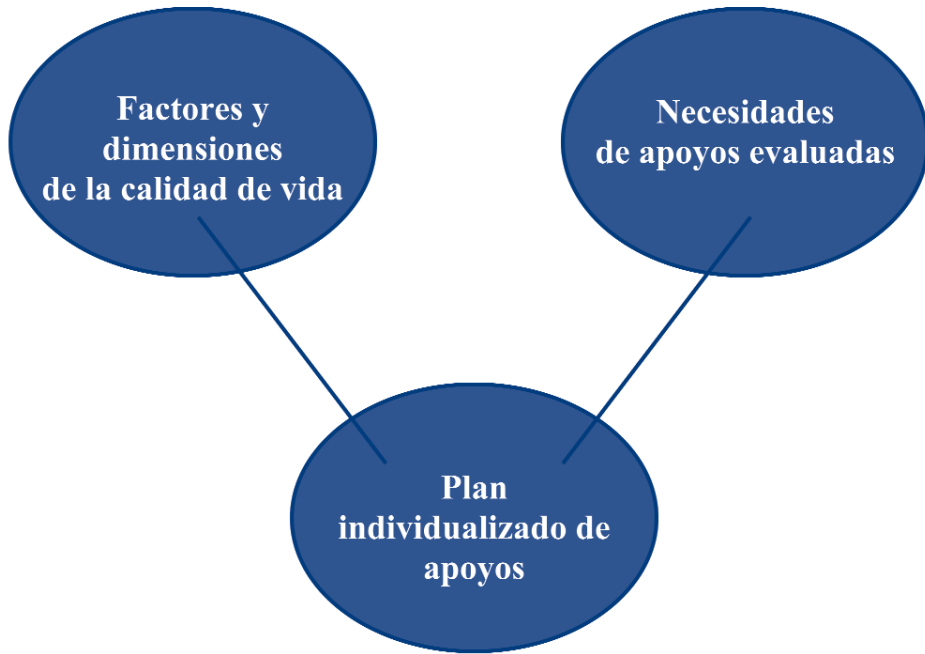 Factores y
dimensiones
de la calidad de vida
Necesidades
de apoyos evaluadas
Plan
individualizado de
apoyos